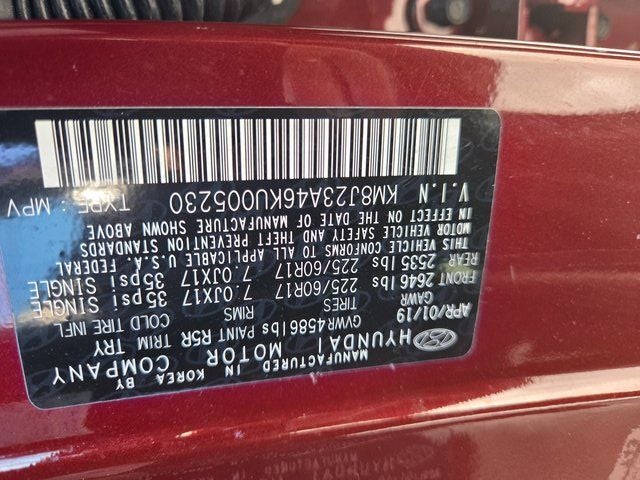 MANUFACTURED IN KOREA BY
HYUNDAI MOTOR COMPANY
APR/01/19 GVWR 4586 lbs PAINT R5R TRIM TRY
GAWR TIRES RIMS COLD TIRE INFL
FRONT 2646 lbs 225/60R17 7.0JX17 35psi SINGLE
REAR 2535 lbs 225/60R17 7.0JX17 35psi SINGLE
THIS VEHICLE CONFORMS TO ALL APPLICABLE U.S.A. FEDERAL
MOTOR VEHICLE SAFETY AND THEFT PREVENTION STANDARDS
IN EFFECT ON THE DATE OF MANUFACTURE SHOWN ABOVE
V.I.N KM8J23A46KU005230 TYPE : MPV